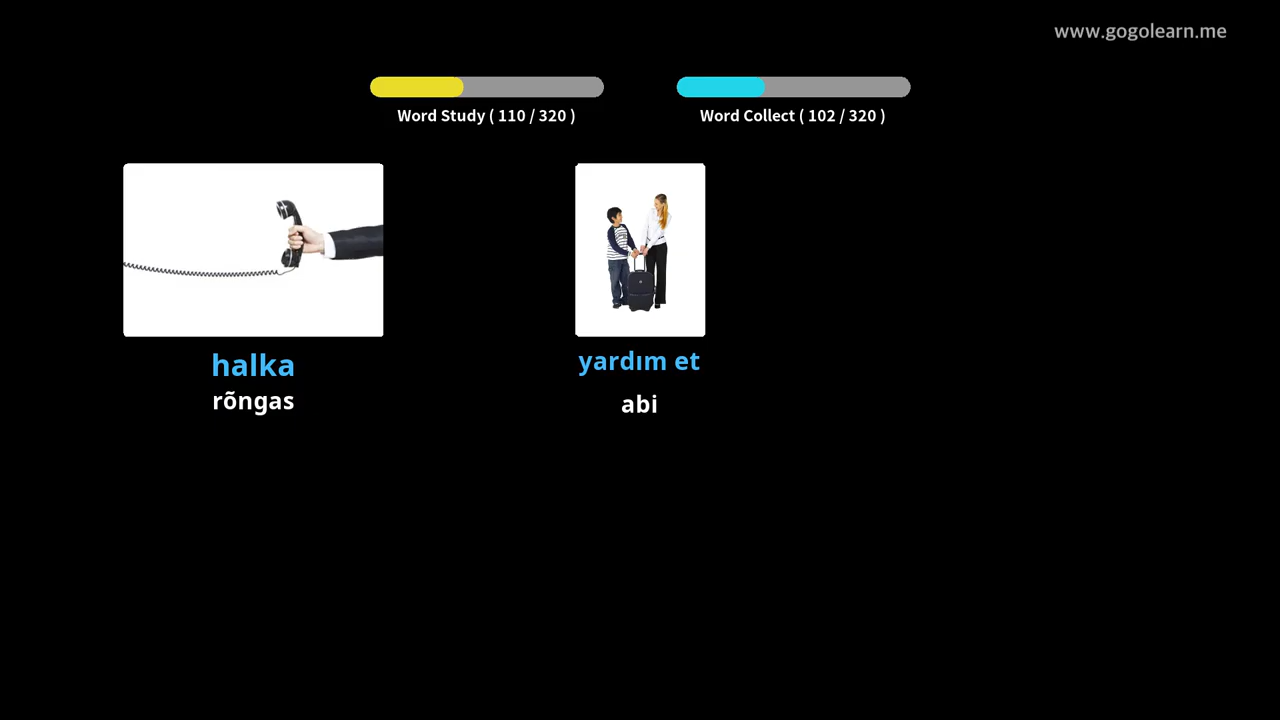 www.gogolearn.me
Word Study ( 110 / 320 )
Word Collect ( 102 / 320 )
halka
rõngas
yardım et
abi